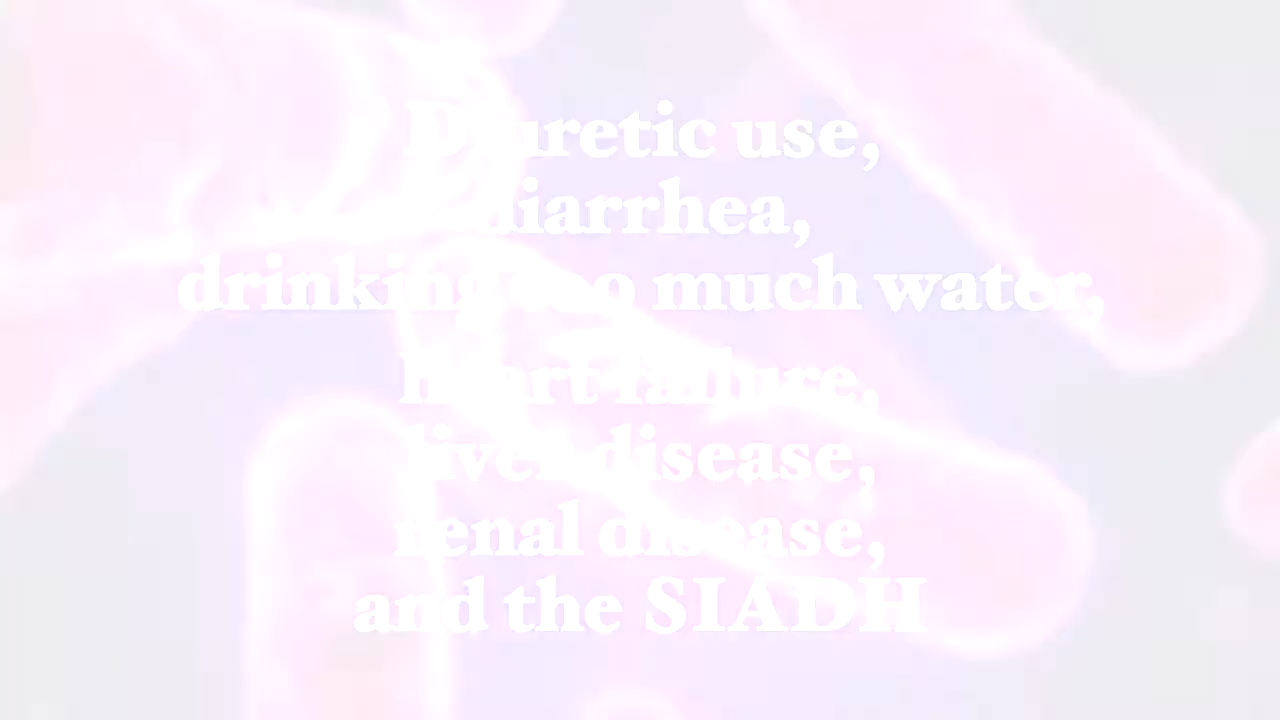 Diuretic use,
diarrhea,
drinking too much water,
heart failure,
liver disease,
renal disease,
and the SIADH